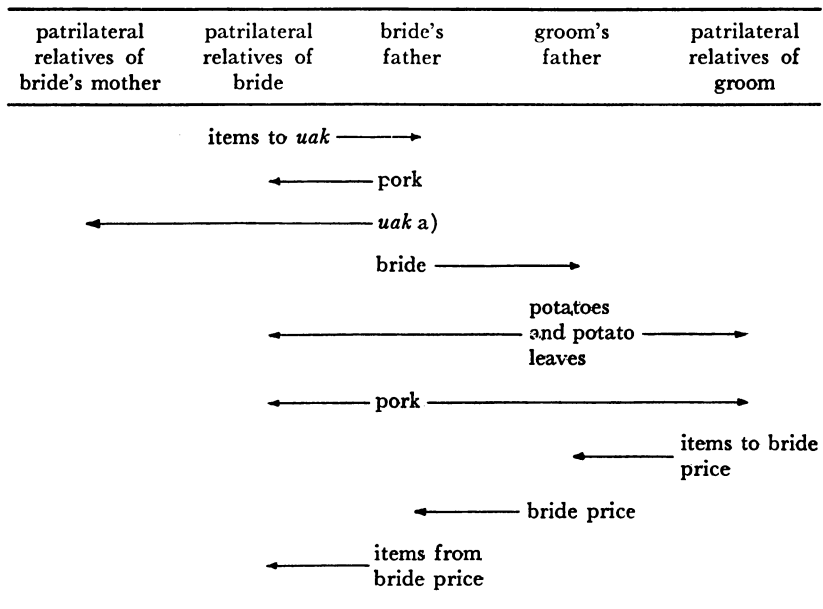 patrilateral relatives of bride's mother
patrilateral relatives of bride
bride's father
groom's father
patrilateral relatives of groom
items to uak
pork
uak a)
bride
potatoes
and potato
leaves
pork
items to bride
price
bride price
items from
bride price